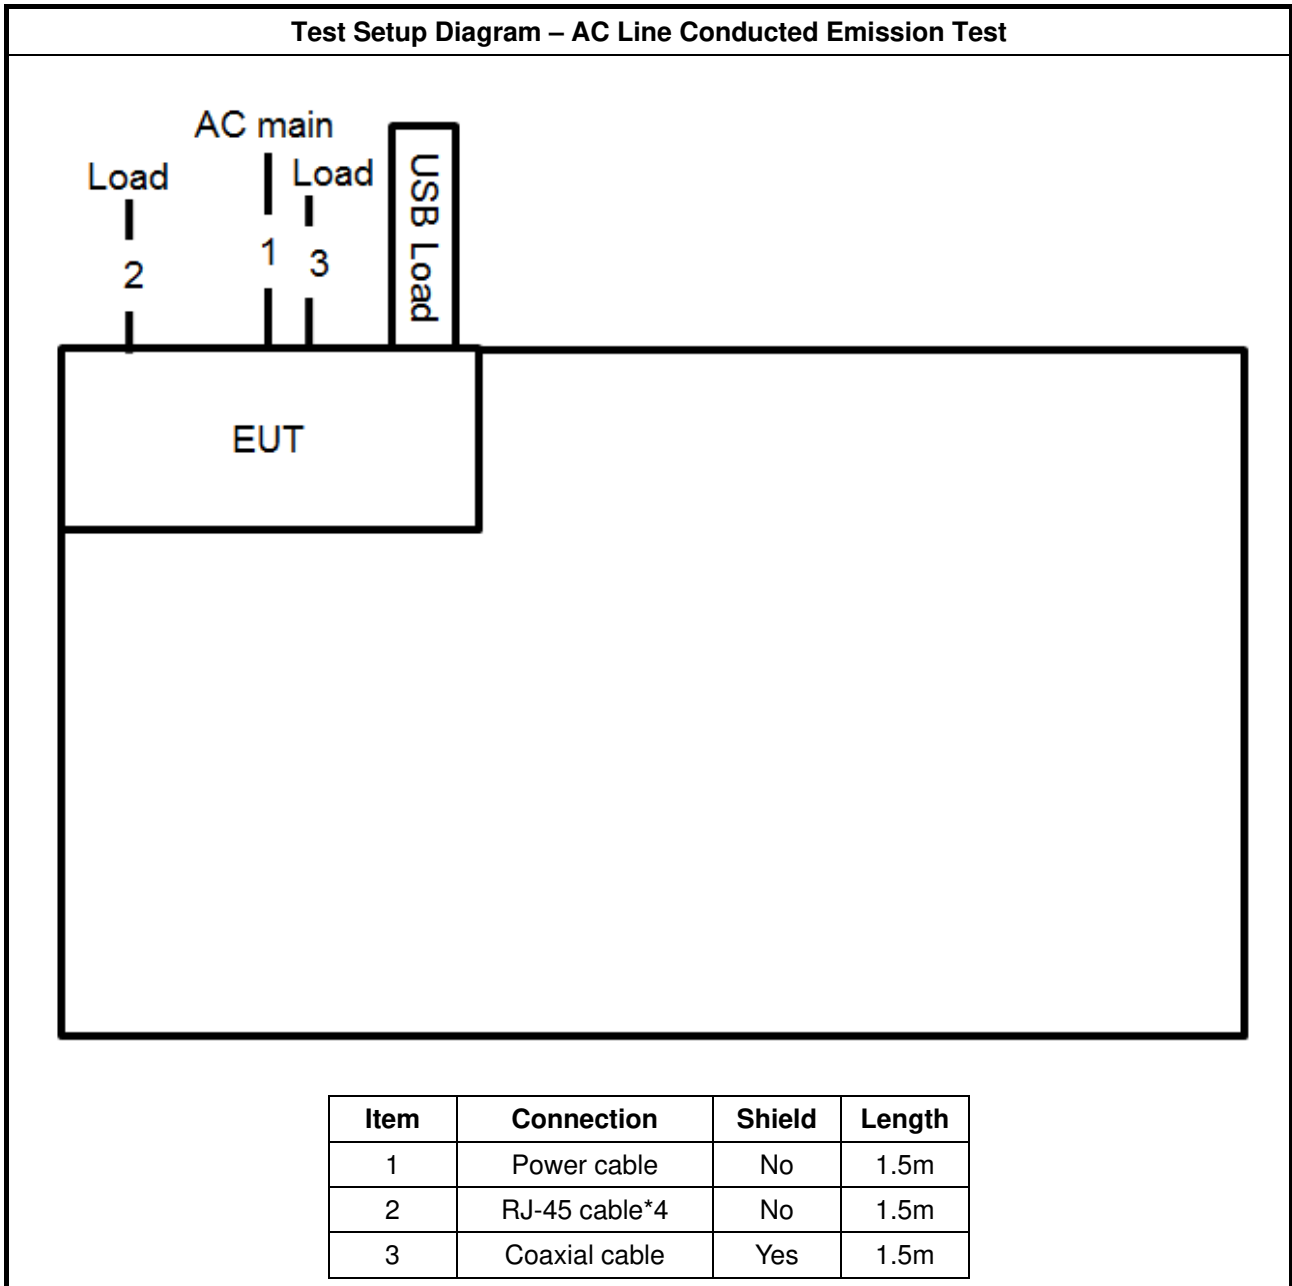 Test Setup Diagram – AC Line Conducted Emission Test
AC main
Load
Load
USB Load
1
3
2
EUT
Item Connection Shield Length
1 Power cable No 1.5m
2 RJ-45 cable*4 No 1.5m
3 Coaxial cable Yes 1.5m